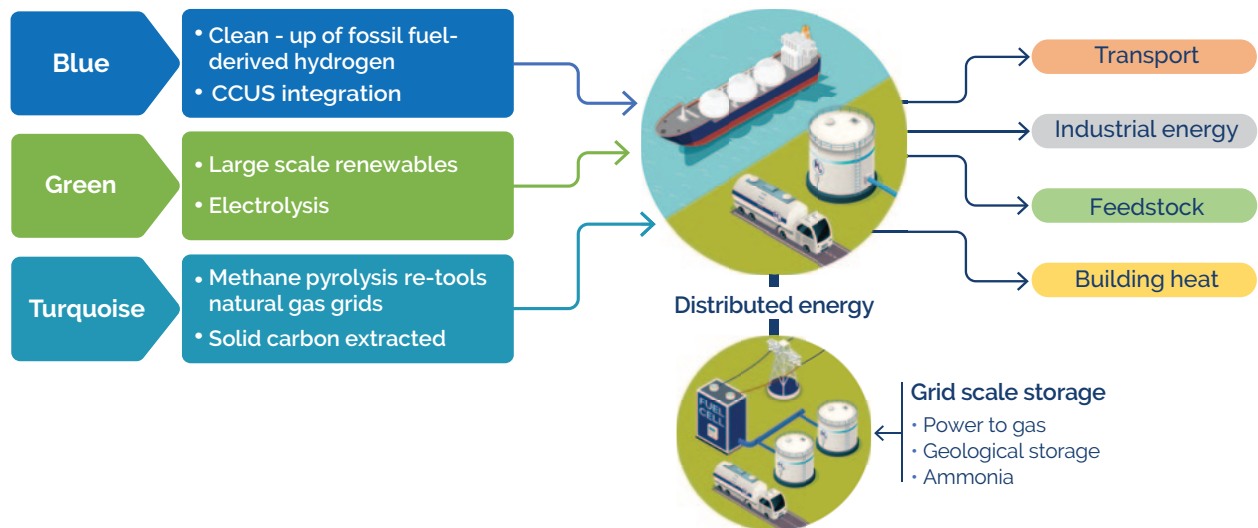 Blue
• Clean - up of fossil fuel-
derived hydrogen
• CCUS integration
Green
• Large scale renewables
• Electrolysis
Turquoise
• Methane pyrolysis re-tools
natural gas grids
• Solid carbon extracted
Transport
Industrial energy
Feedstock
Building heat
Distributed energy
FUEL
CELL
Grid scale storage
• Power to gas
• Geological storage
• Ammonia